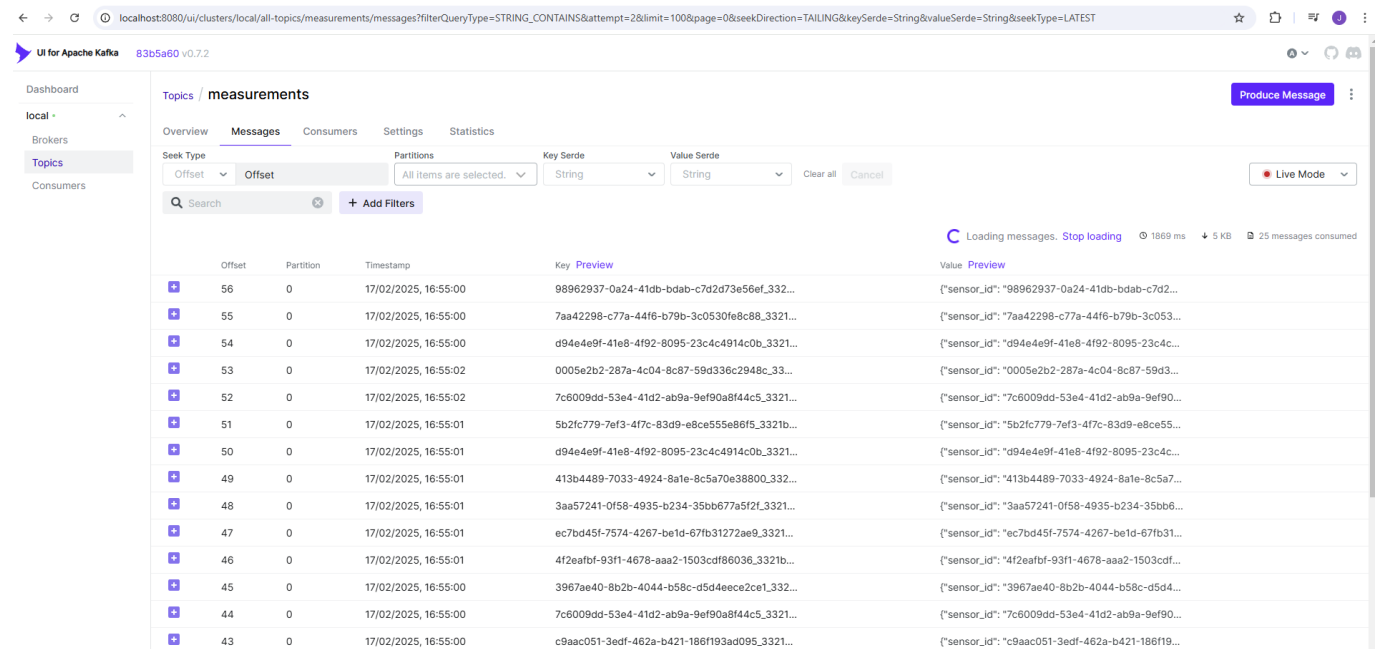 localhost:8080/ui/clusters/local/all-topics/measurements/messages?filterQueryType=STRING_CONTAINS&attempt=2&limit=100&page=0&seekDirection=TAILING&keySerde=String&valueSerde=String&seekType=LATEST
J
UI for Apache Kafka 83b5a60 v0.7.2
A
Dashboard
local
Brokers
Topics
Consumers
Topics / measurements
Produce Message
Overview Messages Consumers Settings Statistics
Seek Type Partitions Key Serde Value Serde
Offset Offset All items are selected. String String Clear all Cancel Live Mode
Search + Add Filters
Loading messages. Stop loading 1869 ms 5 KB 25 messages consumed
Offset Partition Timestamp Key Preview Value Preview
56 0 17/02/2025, 16:55:00 98962937-0a24-41db-bdab-c7d2d73e56ef_332... {"sensor_id": "98962937-0a24-41db-bdab-c7d2...
55 0 17/02/2025, 16:55:00 7aa42298-c77a-44f6-b79b-3c0530fe8c88_3321... {"sensor_id": "7aa42298-c77a-44f6-b79b-3c053...
54 0 17/02/2025, 16:55:00 d94e4e9f-41e8-4f92-8095-23c4c4914c0b_3321... {"sensor_id": "d94e4e9f-41e8-4f92-8095-23c4c...
53 0 17/02/2025, 16:55:02 0005e2b2-287a-4c04-8c87-59d336c2948c_33... {"sensor_id": "0005e2b2-287a-4c04-8c87-59d3...
52 0 17/02/2025, 16:55:02 7c6009dd-53e4-41d2-ab9a-9ef90a8f44c5_3321... {"sensor_id": "7c6009dd-53e4-41d2-ab9a-9ef90...
51 0 17/02/2025, 16:55:01 5b2fc779-7ef3-4f7c-83d9-e8ce555e86f5_3321b... {"sensor_id": "5b2fc779-7ef3-4f7c-83d9-e8ce55...
50 0 17/02/2025, 16:55:01 d94e4e9f-41e8-4f92-8095-23c4c4914c0b_3321... {"sensor_id": "d94e4e9f-41e8-4f92-8095-23c4c...
49 0 17/02/2025, 16:55:01 413b4489-7033-4924-8a1e-8c5a70e38800_332... {"sensor_id": "413b4489-7033-4924-8a1e-8c5a7...
48 0 17/02/2025, 16:55:01 3aa57241-0f58-4935-b234-35bb677a5f2f_3321... {"sensor_id": "3aa57241-0f58-4935-b234-35bb6...
47 0 17/02/2025, 16:55:01 ec7bd45f-7574-4267-be1d-67fb31272ae9_3321... {"sensor_id": "ec7bd45f-7574-4267-be1d-67fb31...
46 0 17/02/2025, 16:55:01 4f2eafbf-93f1-4678-aaa2-1503cdf86036_3321b... {"sensor_id": "4f2eafbf-93f1-4678-aaa2-1503cdf...
45 0 17/02/2025, 16:55:00 3967ae40-8b2b-4044-b58c-d5d4eece2ce1_332... {"sensor_id": "3967ae40-8b2b-4044-b58c-d5d4...
44 0 17/02/2025, 16:55:00 7c6009dd-53e4-41d2-ab9a-9ef90a8f44c5_3321... {"sensor_id": "7c6009dd-53e4-41d2-ab9a-9ef90...
43 0 17/02/2025, 16:55:00 c9aac051-3edf-462a-b421-186f193ad095_3321... {"sensor_id": "c9aac051-3edf-462a-b421-186f19...